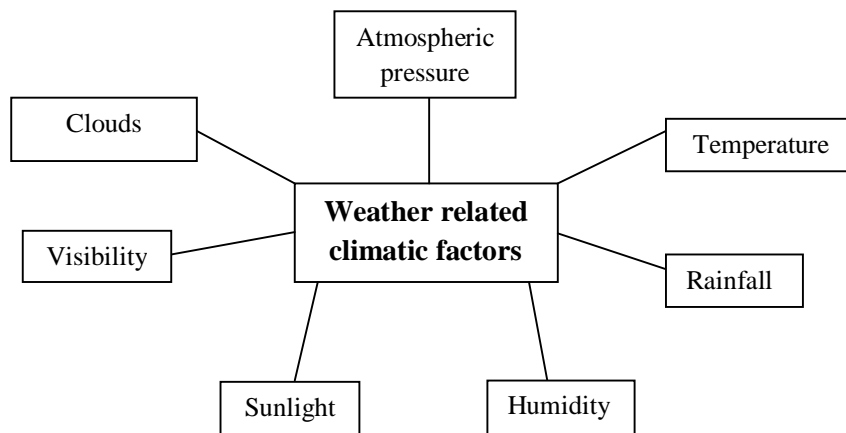 Atmospheric
pressure
Clouds
Temperature
Weather related
climatic factors
Visibility
Rainfall
Sunlight
Humidity